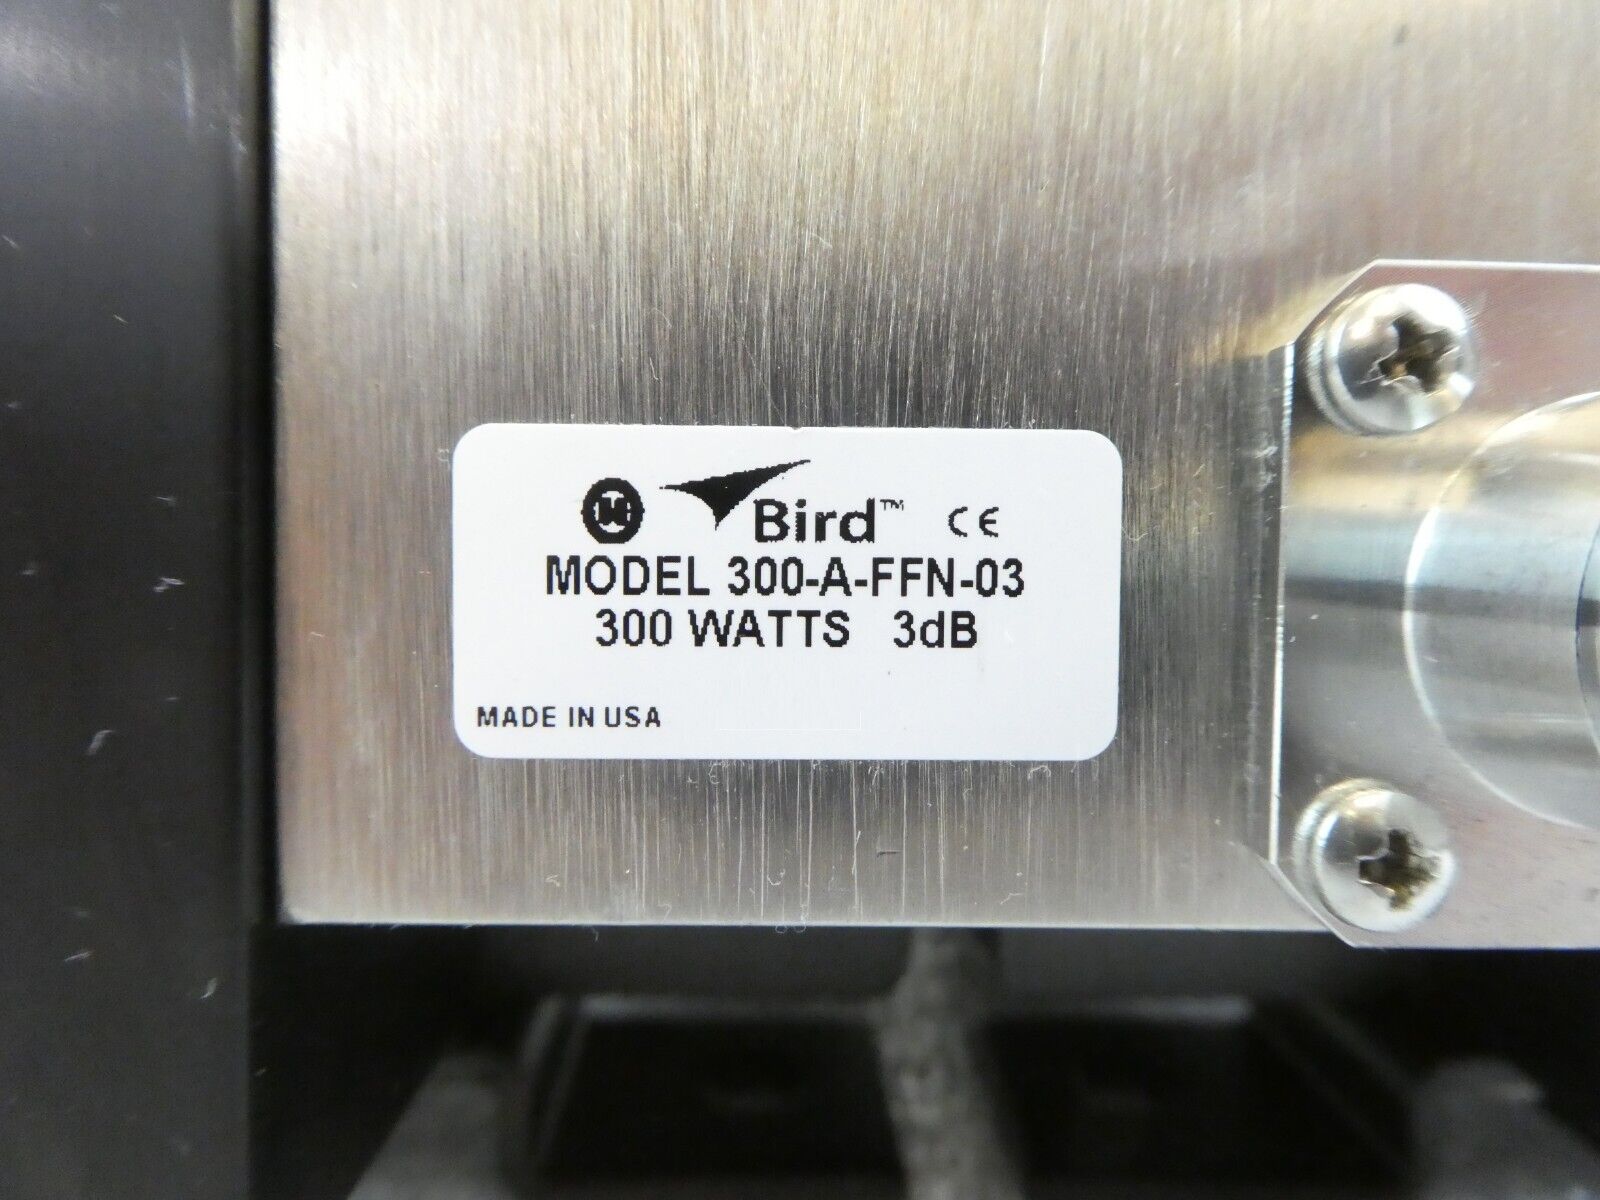 Bird™ CE
MODEL 300-A-FFN-03
300 WATTS 3dB
MADE IN USA